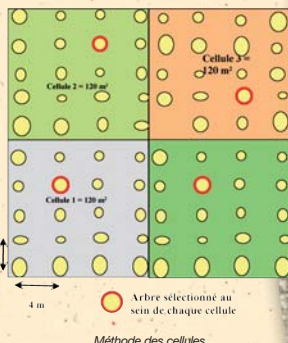 Cellule 3 =
120 m²
Cellule 2 = 120 m²
Cellule 1 = 120 m²
4 m
Arbre sélectionné au
sein de chaque cellule
Méthode des cellules